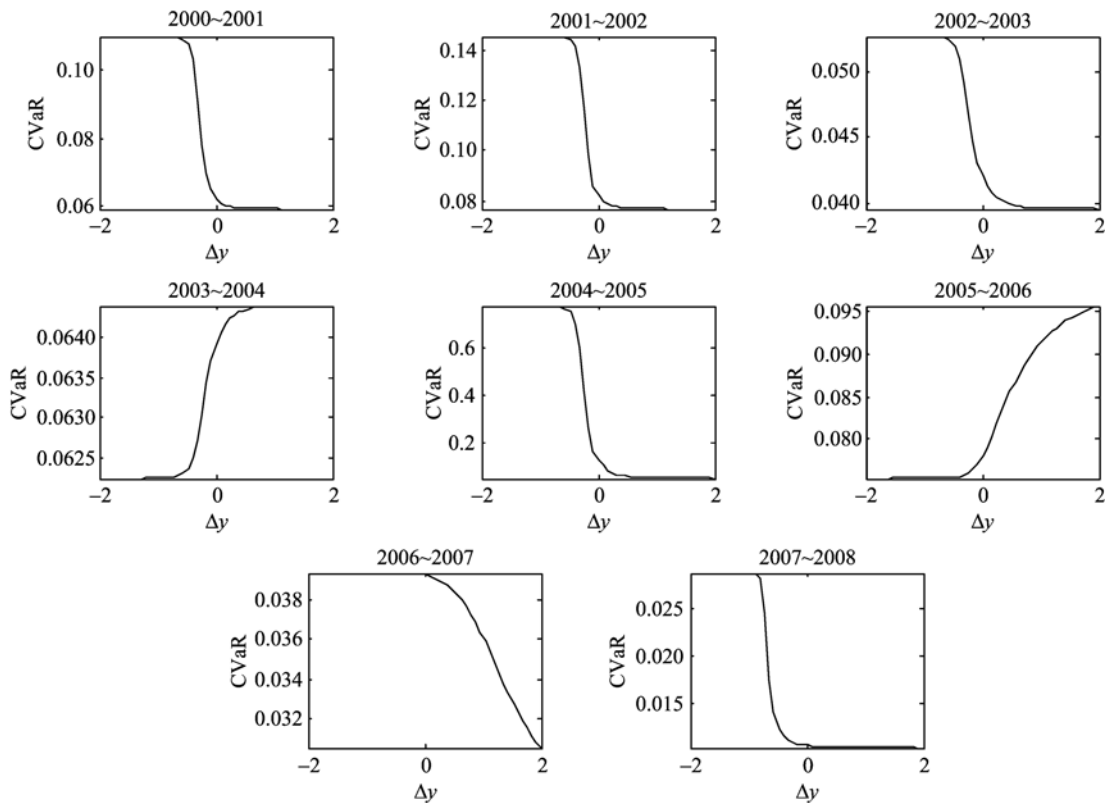 2000~2001
CVaR
0.10
0.08
0.06
−2 0 2
Δy
2001~2002
CVaR
0.14
0.12
0.10
0.08
−2 0 2
Δy
2002~2003
CVaR
0.050
0.045
0.040
−2 0 2
Δy
2003~2004
CVaR
0.0640
0.0635
0.0630
0.0625
−2 0 2
Δy
2004~2005
CVaR
0.6
0.4
0.2
−2 0 2
Δy
2005~2006
CVaR
0.095
0.090
0.085
0.080
−2 0 2
Δy
2006~2007
CVaR
0.038
0.036
0.034
0.032
−2 0 2
Δy
2007~2008
CVaR
0.025
0.020
0.015
−2 0 2
Δy